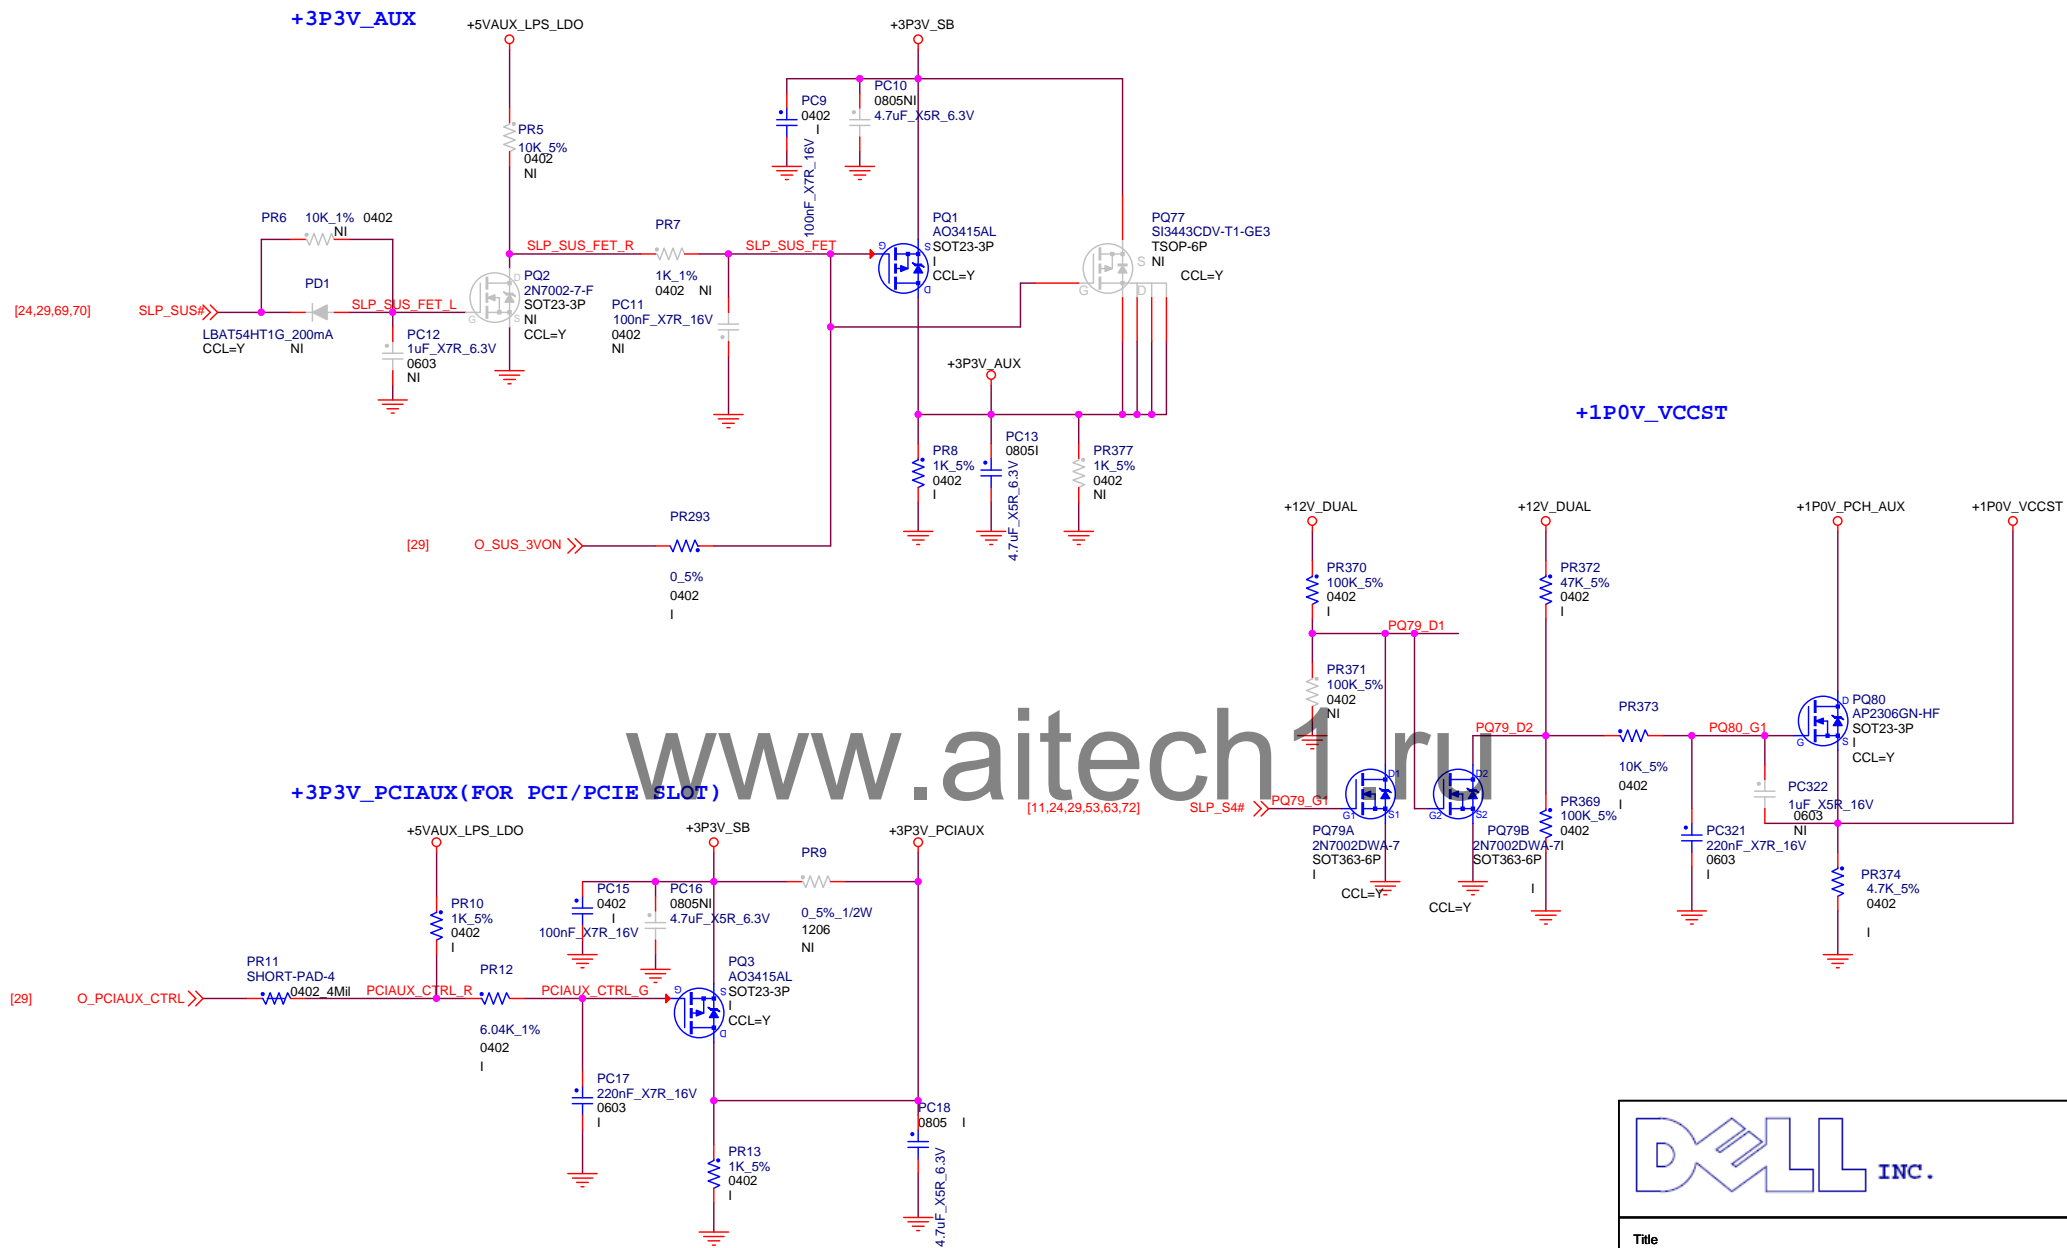 +3P3V_AUX
+5VAUX_LPS_LDO
PR5
10K_5%
0402
NI
PR6
10K_1%
0402
NI
PD1
[24,29,69,70]
SLP_SUS#
SLP_SUS_FET_L
LBAT54HT1G_200mA
CCL=Y
NI
PC12
1uF_X7R_6.3V
0603
NI
D
G
S
PQ2
2N7002-7-F
SOT23-3P
NI
CCL=Y
SLP_SUS_FET_R
PR7
1K_1%
0402
NI
SLP_SUS_FET
PC11
100nF_X7R_16V
0402
NI
+3P3V_SB
PC9
0402
I
100nF_X7R_16V
PC10
0805NI
4.7uF_X5R_6.3V
G
S
D
PQ1
AO3415AL
SOT23-3P
I
CCL=Y
G
S
D
PQ77
SI3443CDV-T1-GE3
TSOP-6P
NI
CCL=Y
+3P3V_AUX
PR8
1K_5%
0402
I
PC13
0805I
4.7uF_X5R_6.3V
PR377
1K_5%
0402
NI
[29]
O_SUS_3VON
PR293
0_5%
0402
I
+1P0V_VCCST
+12V_DUAL
PR370
100K_5%
0402
I
PQ79_D1
PR371
100K_5%
0402
NI
+12V_DUAL
PR372
47K_5%
0402
I
PQ79_D2
PR373
10K_5%
0402
I
PQ80_G1
+1P0V_PCH_AUX
+1P0V_VCCST
D
G
S
PQ80
AP2306GN-HF
SOT23-3P
I
CCL=Y
PC322
1uF_X5R_16V
0603
NI
PC321
220nF_X7R_16V
0603
I
PR374
4.7K_5%
0402
I
PR369
100K_5%
0402
I
[11,24,29,53,63,72]
SLP_S4#
PQ79_G1
D1
G1
S1
PQ79A
2N7002DWA-7
SOT363-6P
I
CCL=Y
D2
G2
S2
PQ79B
2N7002DWA-7
SOT363-6P
I
CCL=Y
www.aitech1.ru
+3P3V_PCIAUX(FOR PCI/PCIE SLOT)
+5VAUX_LPS_LDO
PR10
1K_5%
0402
I
[29]
O_PCIAUX_CTRL
PR11
SHORT-PAD-4
0402_4Mil
PCIAUX_CTRL_R
PR12
6.04K_1%
0402
I
PCIAUX_CTRL_G
PC17
220nF_X7R_16V
0603
I
+3P3V_SB
PC15
0402
I
100nF_X7R_16V
PC16
0805NI
4.7uF_X5R_6.3V
PR9
0_5%_1/2W
1206
NI
+3P3V_PCIAUX
G
S
D
PQ3
AO3415AL
SOT23-3P
I
CCL=Y
PR13
1K_5%
0402
I
PC18
0805
I
4.7uF_X5R_6.3V
DELL INC.
Title